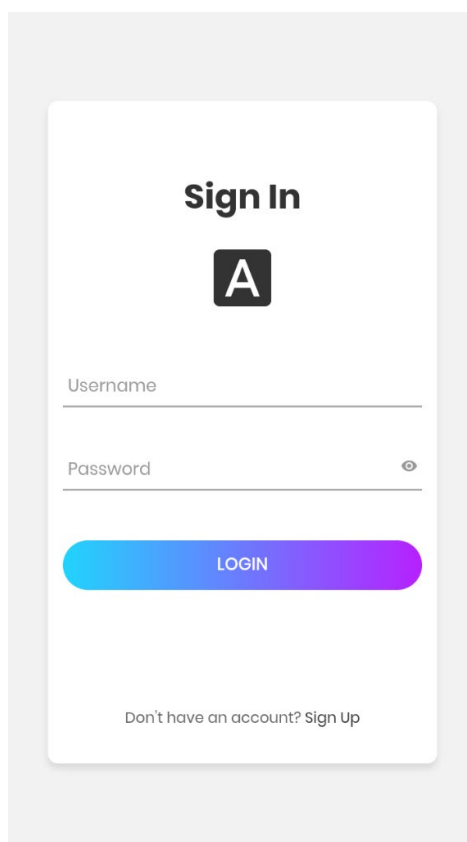 Sign In
A
Username
Password
LOGIN
Don't have an account? Sign Up